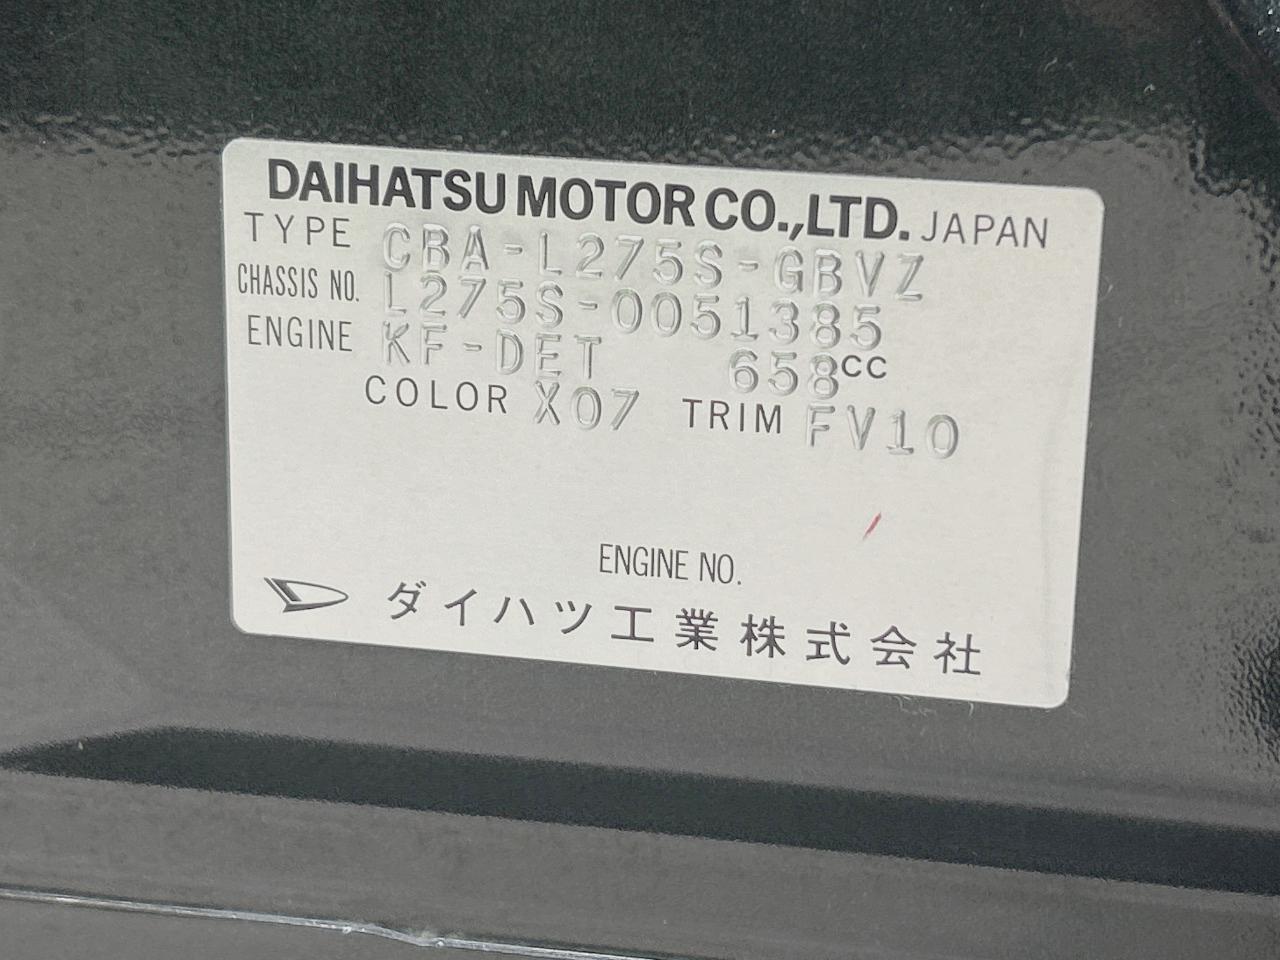 DAIHATSU MOTOR CO.,LTD. JAPAN
TYPE CBA-L275S-GBVZ
CHASSIS NO. L275S-0051385
ENGINE KF-DET 658CC
COLOR X07 TRIM FV10
ENGINE NO.
ダイハツ工業株式会社